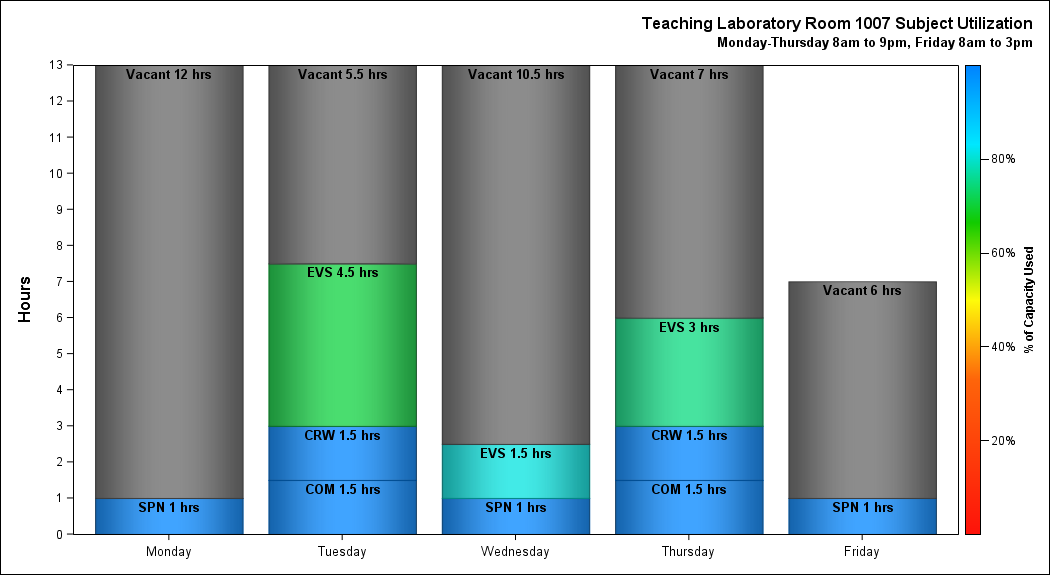 Teaching Laboratory Room 1007 Subject Utilization
Monday-Thursday 8am to 9pm, Friday 8am to 3pm
Hours
13
12
11
10
9
8
7
6
5
4
3
2
1
0
Vacant 12 hrs
SPN 1 hrs
Vacant 5.5 hrs
EVS 4.5 hrs
CRW 1.5 hrs
COM 1.5 hrs
Vacant 10.5 hrs
EVS 1.5 hrs
SPN 1 hrs
Vacant 7 hrs
EVS 3 hrs
CRW 1.5 hrs
COM 1.5 hrs
Vacant 6 hrs
SPN 1 hrs
Monday
Tuesday
Wednesday
Thursday
Friday
80%
60%
40%
20%
% of Capacity Used